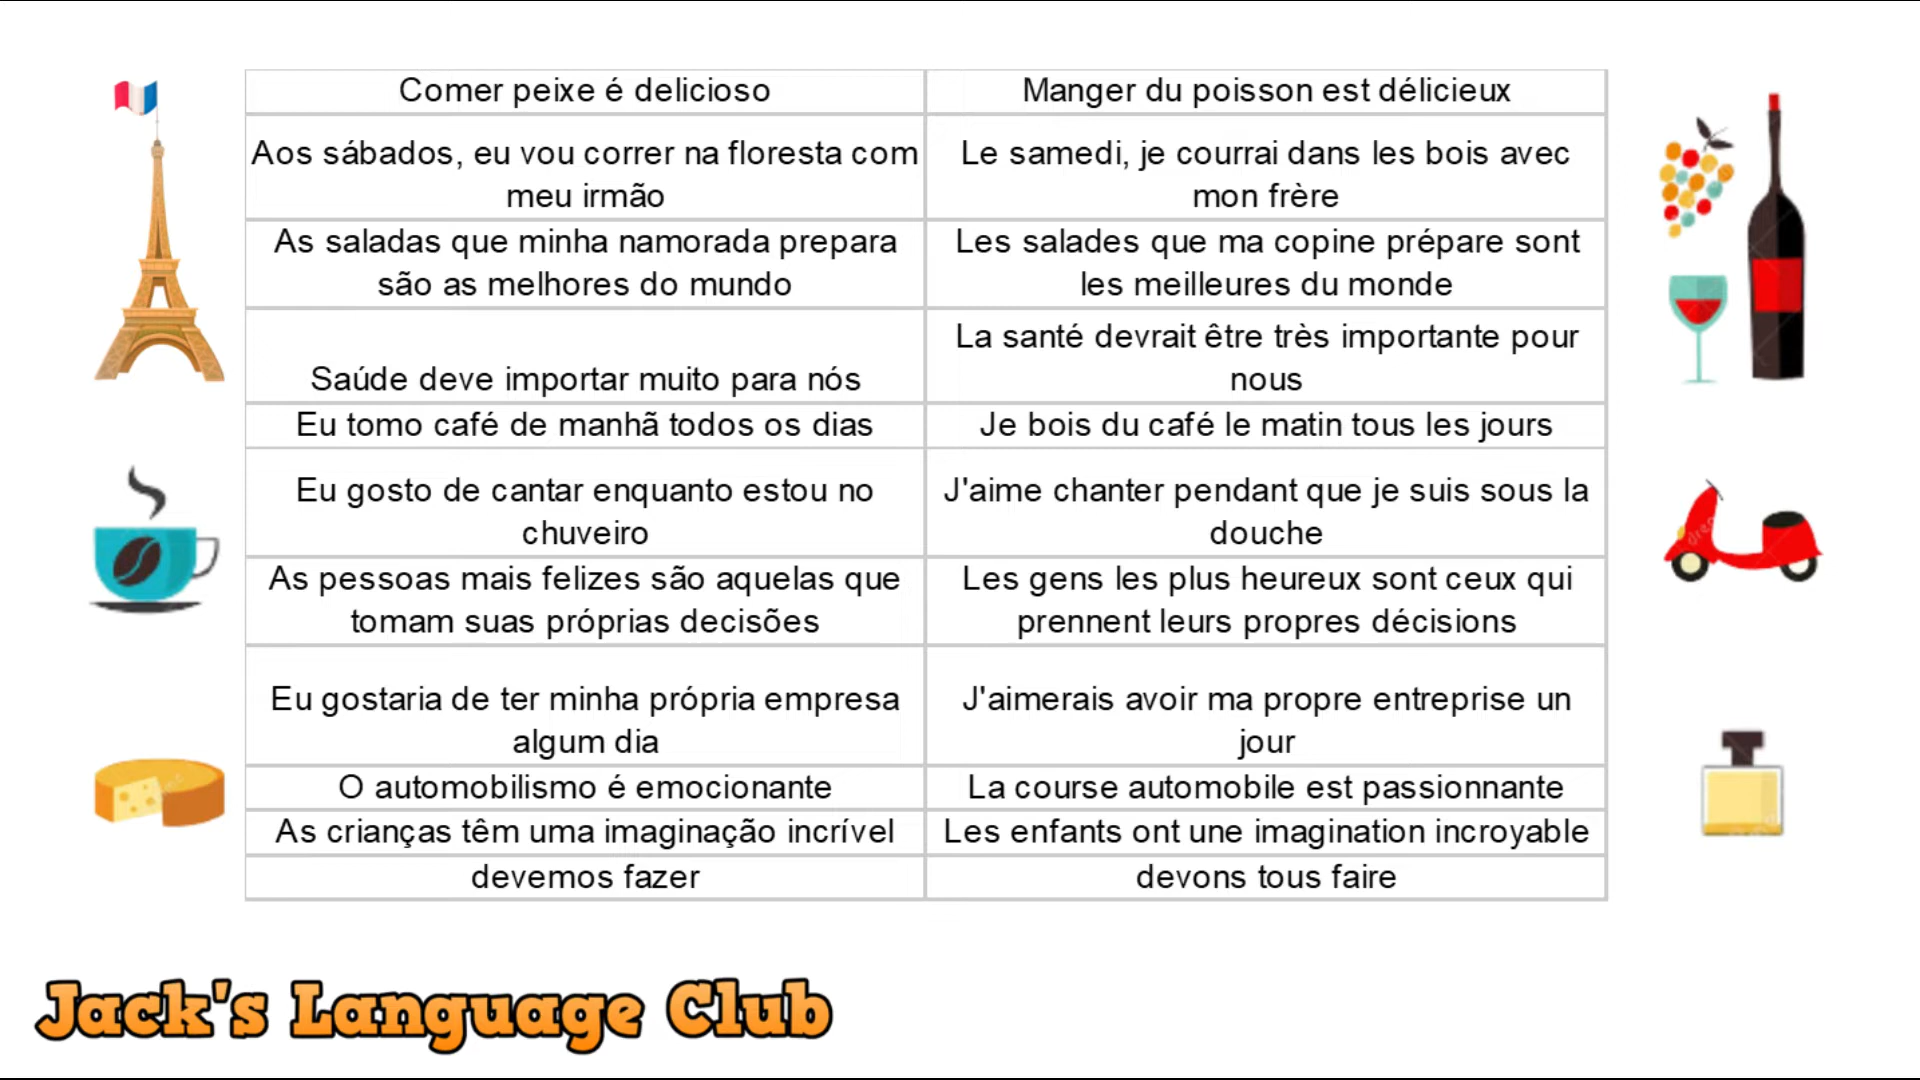 Comer peixe é delicioso
Manger du poisson est délicieux
Aos sábados, eu vou correr na floresta com
meu irmão
Le samedi, je courrai dans les bois avec
mon frère
As saladas que minha namorada prepara
são as melhores do mundo
Les salades que ma copine prépare sont
les meilleures du monde
Saúde deve importar muito para nós
La santé devrait être très importante pour
nous
Eu tomo café de manhã todos os dias
Je bois du café le matin tous les jours
Eu gosto de cantar enquanto estou no
chuveiro
J'aime chanter pendant que je suis sous la
douche
As pessoas mais felizes são aquelas que
tomam suas próprias decisões
Les gens les plus heureux sont ceux qui
prennent leurs propres décisions
Eu gostaria de ter minha própria empresa
algum dia
J'aimerais avoir ma propre entreprise un
jour
O automobilismo é emocionante
La course automobile est passionnante
As crianças têm uma imaginação incrível
Les enfants ont une imagination incroyable
devemos fazer
devons tous faire
Jack's Language Club